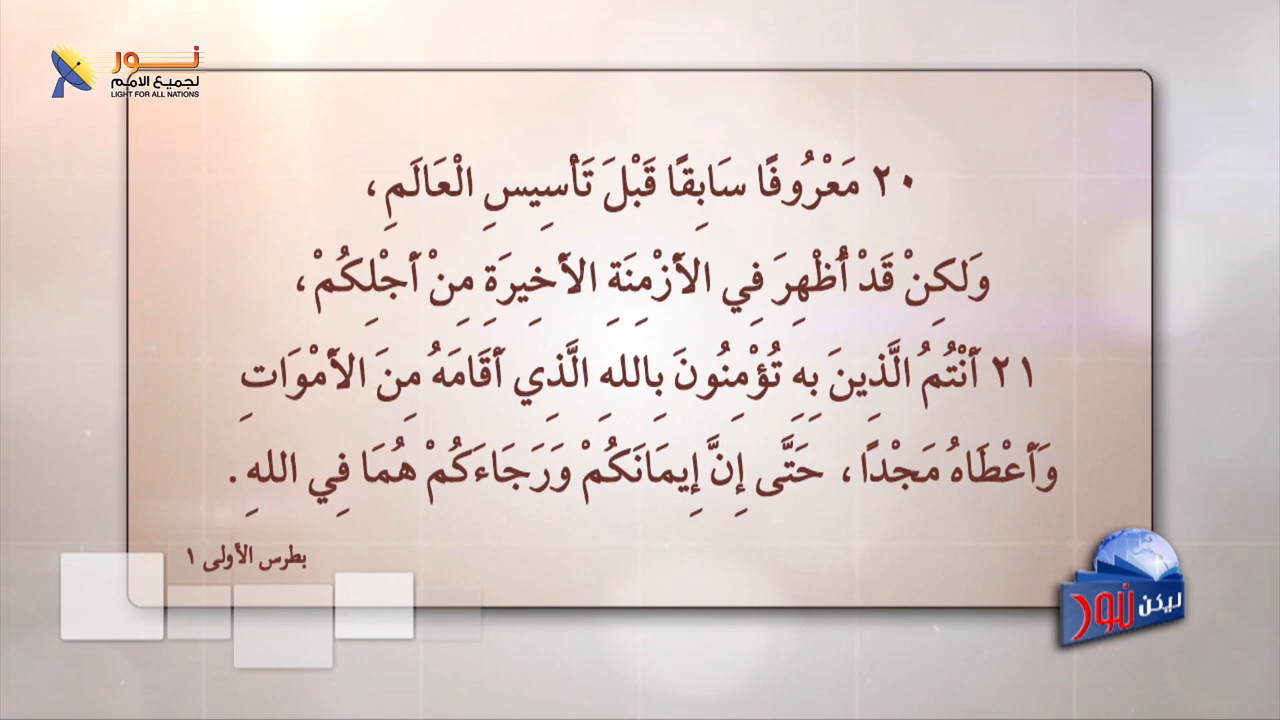 نور
لجميع الامم
LIGHT FOR ALL NATIONS
٢٠ مَعْرُوفًا سَابِقًا قَبْلَ تَأْسِيسِ الْعَالَمِ،
وَلكِنْ قَدْ أُظْهِرَ فِي الأَزْمِنَةِ الأَخِيرَةِ مِنْ أَجْلِكُمْ،
٢١ أَنْتُمُ الَّذِينَ بِهِ تُؤْمِنُونَ بِاللهِ الَّذِي أَقَامَهُ مِنَ الأَمْوَاتِ
وَأَعْطَاهُ مَجْدًا، حَتَّى إِنَّ إِيمَانَكُمْ وَرَجَاءَكُمْ هُمَا فِي اللهِ.
بطرس الأولى ١
ليكن نور